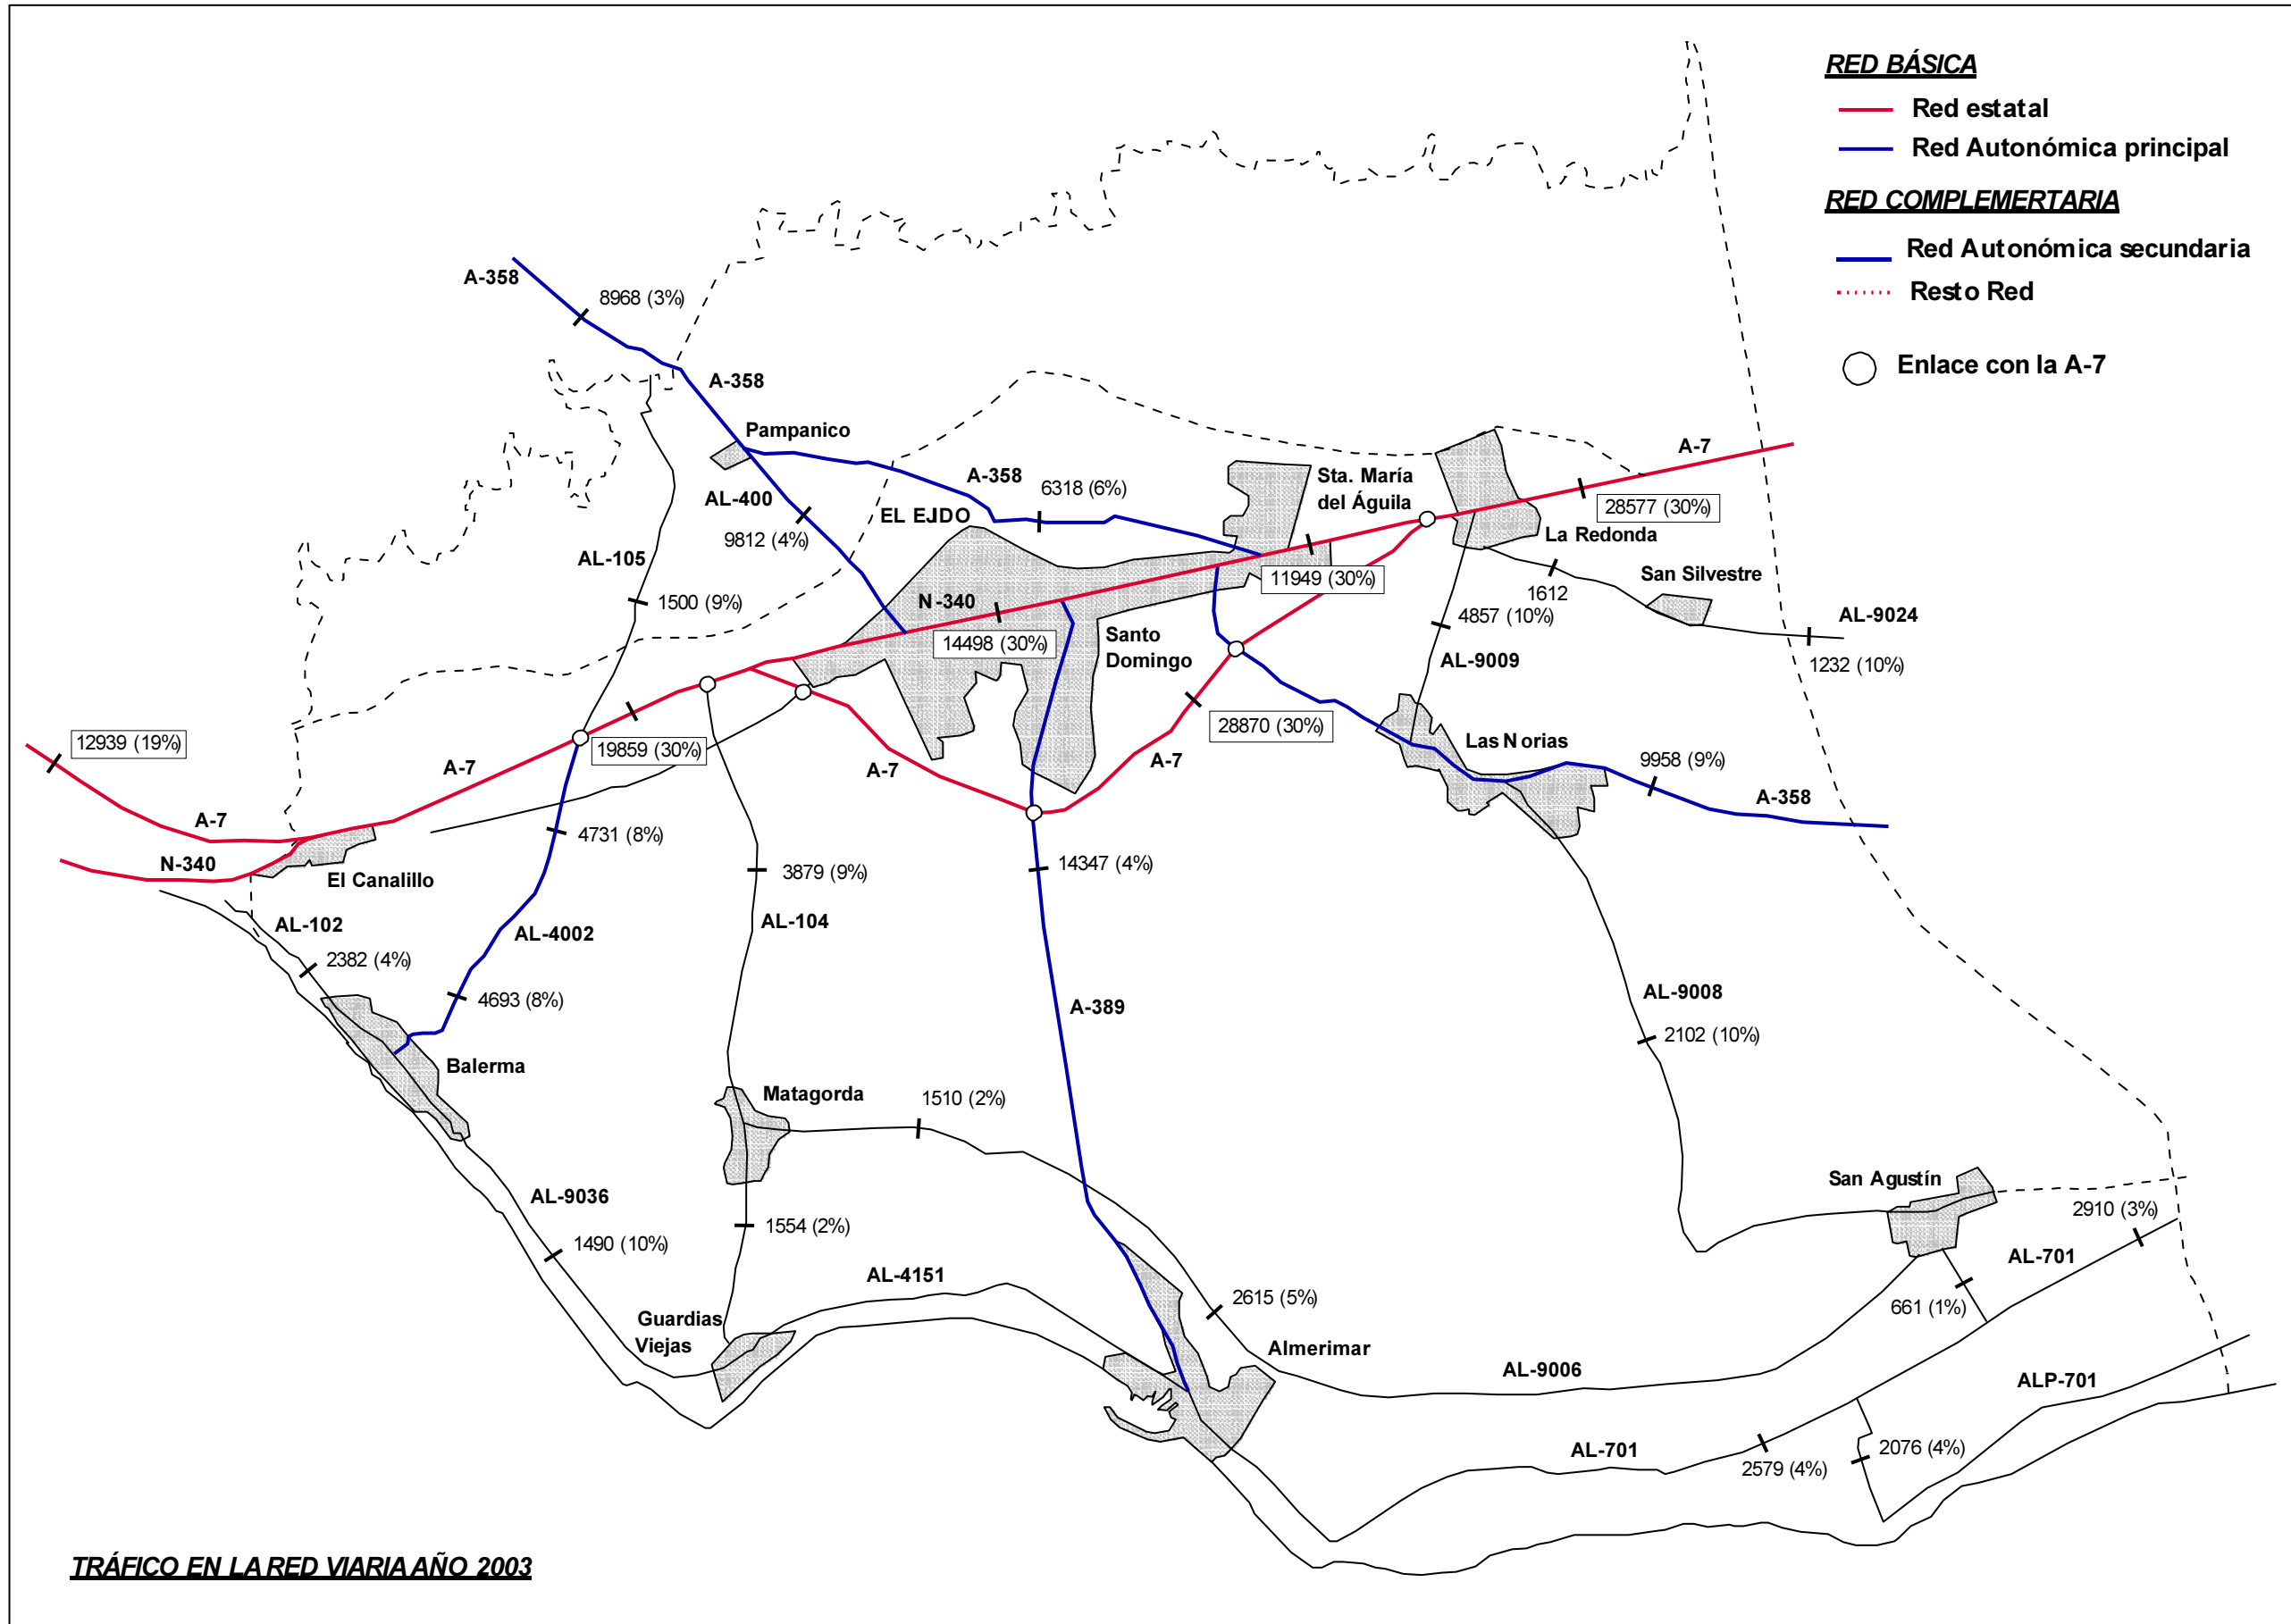 RED BÁSICA
Red estatal
Red Autonómica principal
RED COMPLEMERTARIA
Red Autonómica secundaria
Resto Red
Enlace con la A-7
A-358
8968 (3%)
A-358
Pampanico
A-358
6318 (6%)
AL-400
9812 (4%)
EL EJIDO
Sta. María
del Águila
A-7
28577 (30%)
La Redonda
AL-105
1500 (9%)
N-340
14498 (30%)
11949 (30%)
Santo
Domingo
San Silvestre
1612
AL-9024
1232 (10%)
4857 (10%)
AL-9009
12939 (19%)
19859 (30%)
A-7
A-7
A-7
28870 (30%)
Las Norias
9958 (9%)
A-358
A-7
N-340
El Canalillo
4731 (8%)
3879 (9%)
14347 (4%)
AL-102
AL-4002
AL-104
2382 (4%)
4693 (8%)
A-389
AL-9008
2102 (10%)
Balerma
Matagorda
1510 (2%)
AL-9036
1490 (10%)
1554 (2%)
San Agustín
2910 (3%)
AL-701
661 (1%)
AL-4151
2615 (5%)
Guardias
Viejas
Almerimar
AL-9006
ALP-701
AL-701
2579 (4%)
2076 (4%)
TRÁFICO EN LA RED VIARIA AÑO 2003